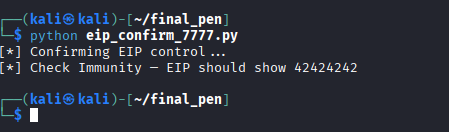 ┌──(kali㉿kali)-[~/final_pen]
└─$ python eip_confirm_7777.py
[*] Confirming EIP control...
[*] Check Immunity — EIP should show 42424242
┌──(kali㉿kali)-[~/final_pen]
└─$